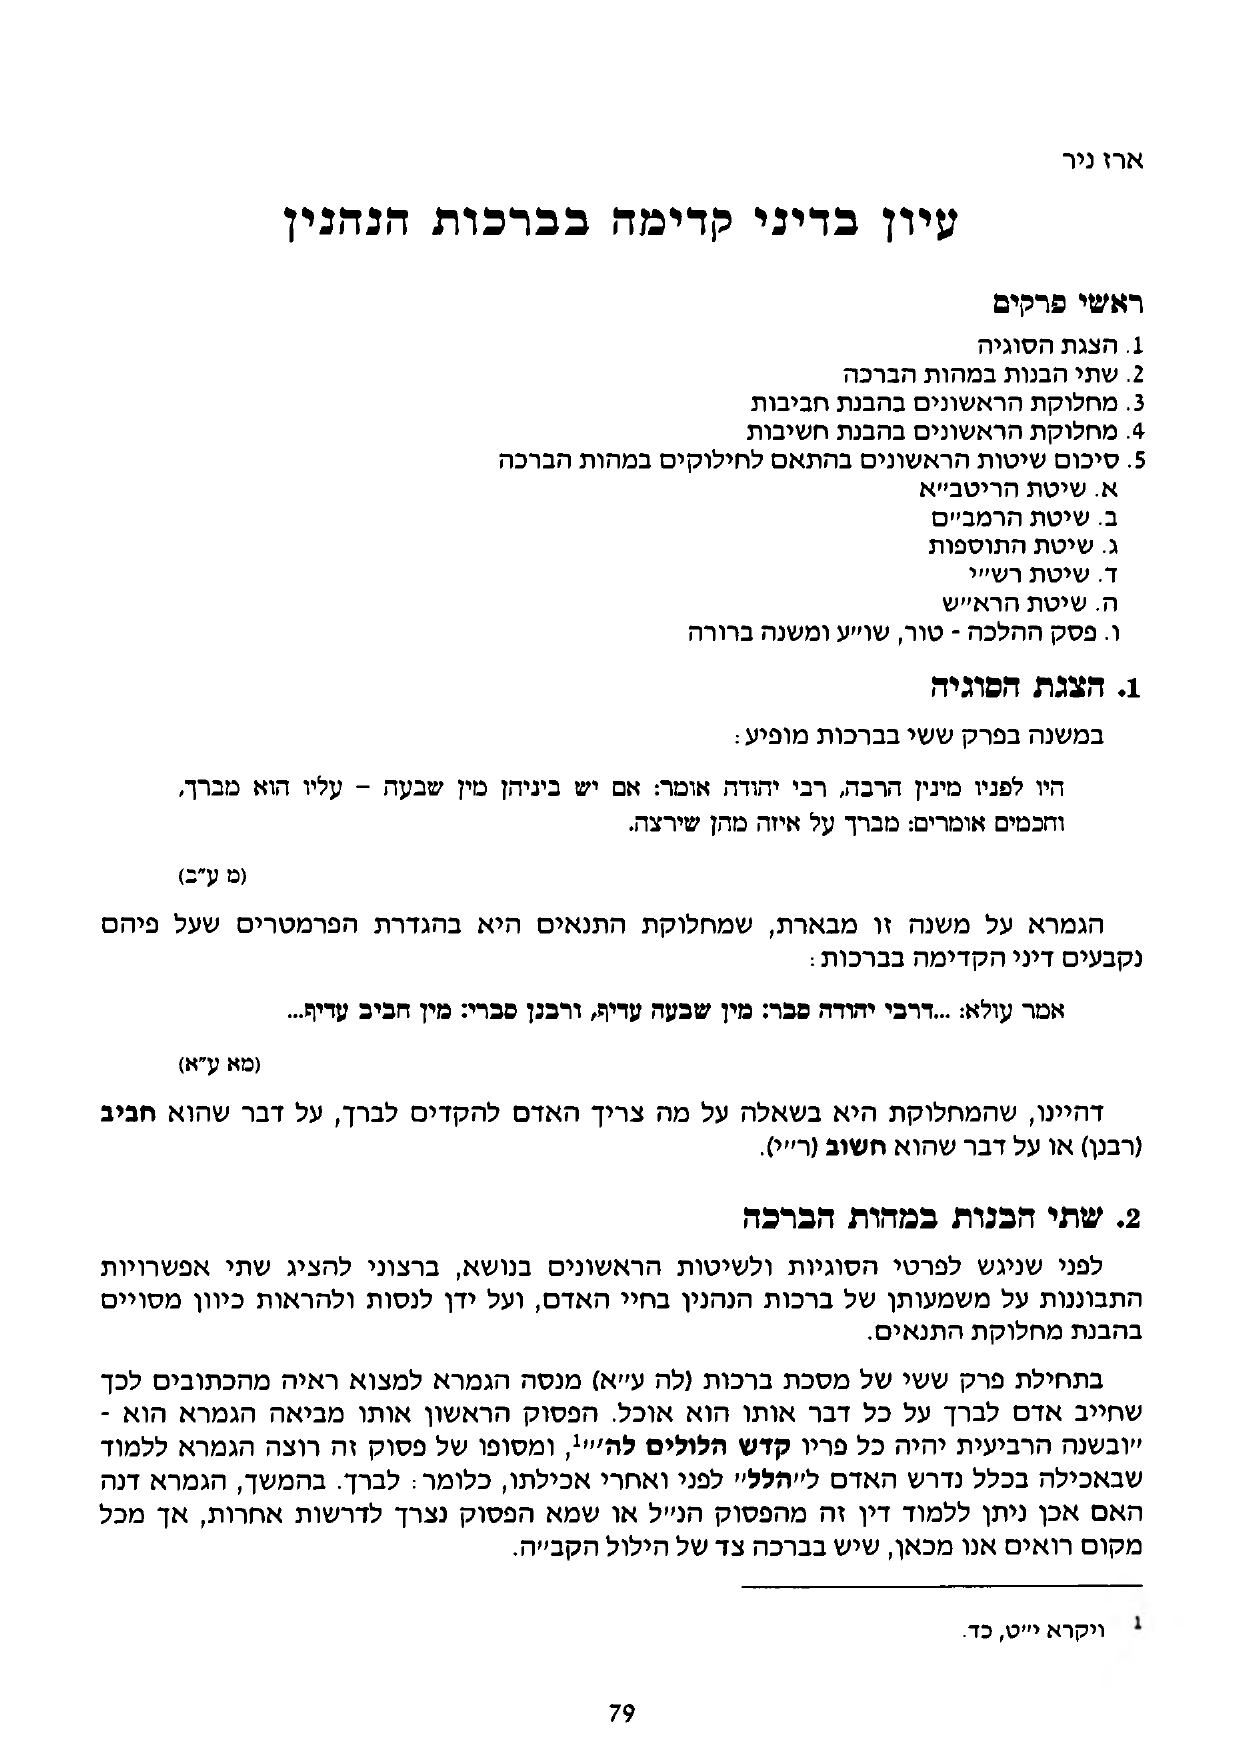 ארז ניר
עיון בדיני קדימה בברכות הנהנין
ראשי פרקים
1. הצגת הסוגיה
2. שתי הבנות במהות הברכה
3. מחלוקת הראשונים בהבנת חביבות
4. מחלוקת הראשונים בהבנת חשיבות
5. סיכום שיטות הראשונים בהתאם לחילוקים במהות הברכה
א. שיטת הריטב״א
ב. שיטת הרמב״ם
ג. שיטת התוספות
ד. שיטת רש״י
ה. שיטת הרא״ש
ו. פסק ההלכה - טור, שו״ע ומשנה ברורה
1. הצגת הסוגיה
במשנה בפרק ששי בברכות מופיע:
היו לפניו מינין הרבה, רבי יהודה אומר: אם יש ביניהן מין שבעה – עליו הוא מברך,
וחכמים אומרים: מברך על איזה מהן שירצה.
(מ ע״ב)
הגמרא על משנה זו מבארת, שמחלוקת התנאים היא בהגדרת הפרמטרים שעל פיהם
נקבעים דיני הקדימה בברכות:
אמר עולא: ...דרבי יהודה סבר: מין שבעה עדיף, ורבנן סברי: מין חביב עדיף...
(מא ע״א)
דהיינו, שהמחלוקת היא בשאלה על מה צריך האדם להקדים לברך, על דבר שהוא חביב
(רבנן) או על דבר שהוא חשוב (ר״י).
2. שתי הבנות במהות הברכה
לפני שניגש לפרטי הסוגיות ולשיטות הראשונים בנושא, ברצוני להציג שתי אפשרויות
התבוננות על משמעותן של ברכות הנהנין בחיי האדם, ועל ידן לנסות ולהראות כיוון מסויים
בהבנת מחלוקת התנאים.
בתחילת פרק ששי של מסכת ברכות (לה ע״א) מנסה הגמרא למצוא ראיה מהכתובים לכך
שחייב אדם לברך על כל דבר אותו הוא אוכל. הפסוק הראשון אותו מביאה הגמרא הוא -
״ובשנה הרביעית יהיה כל פריו קדש הלולים לה׳״1, ומסופו של פסוק זה רוצה הגמרא ללמוד
שבאכילה בכלל נדרש האדם ל״הלל״ לפני ואחרי אכילתו, כלומר: לברך. בהמשך, הגמרא דנה
האם אכן ניתן ללמוד דין זה מהפסוק הנ״ל או שמא הפסוק נצרך לדרשות אחרות, אך מכל
מקום רואים אנו מכאן, שיש בברכה צד של הילול הקב״ה.
1 ויקרא י״ט, כד.
79